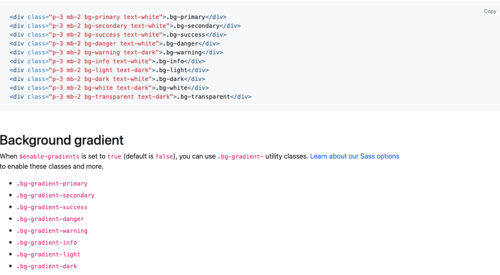 Copy
<div class="p-3 mb-2 bg-primary text-white">.bg-primary</div>
<div class="p-3 mb-2 bg-secondary text-white">.bg-secondary</div>
<div class="p-3 mb-2 bg-success text-white">.bg-success</div>
<div class="p-3 mb-2 bg-danger text-white">.bg-danger</div>
<div class="p-3 mb-2 bg-warning text-dark">.bg-warning</div>
<div class="p-3 mb-2 bg-info text-white">.bg-info</div>
<div class="p-3 mb-2 bg-light text-dark">.bg-light</div>
<div class="p-3 mb-2 bg-dark text-white">.bg-dark</div>
<div class="p-3 mb-2 bg-white text-dark">.bg-white</div>
<div class="p-3 mb-2 bg-transparent text-dark">.bg-transparent</div>
Background gradient
When $enable-gradients is set to true (default is false), you can use .bg-gradient- utility classes. Learn about our Sass options
to enable these classes and more.
.bg-gradient-primary
.bg-gradient-secondary
.bg-gradient-success
.bg-gradient-danger
.bg-gradient-warning
.bg-gradient-info
.bg-gradient-light
.bg-gradient-dark